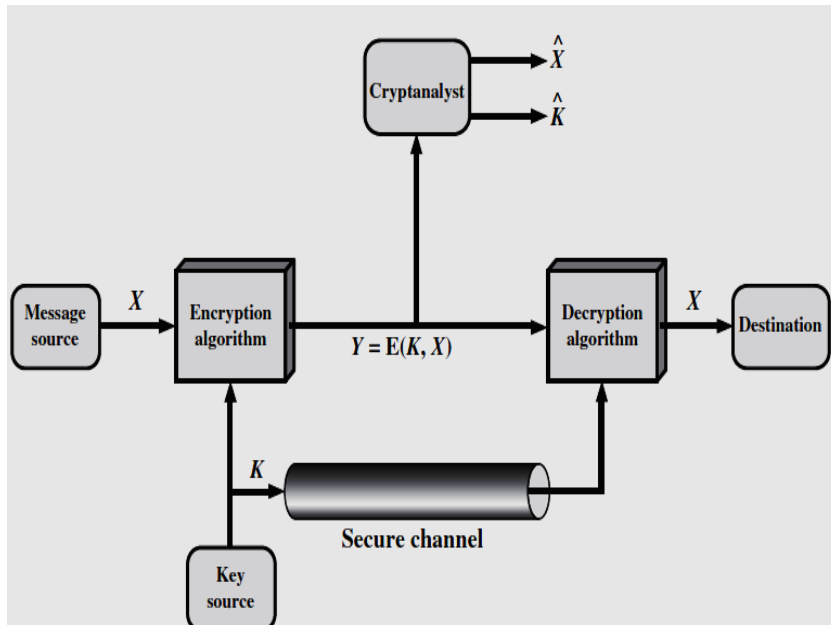 X̂
Cryptanalyst
K̂
Message
source
X
Encryption
algorithm
Y = E(K, X)
Decryption
algorithm
X
Destination
K
Secure channel
Key
source